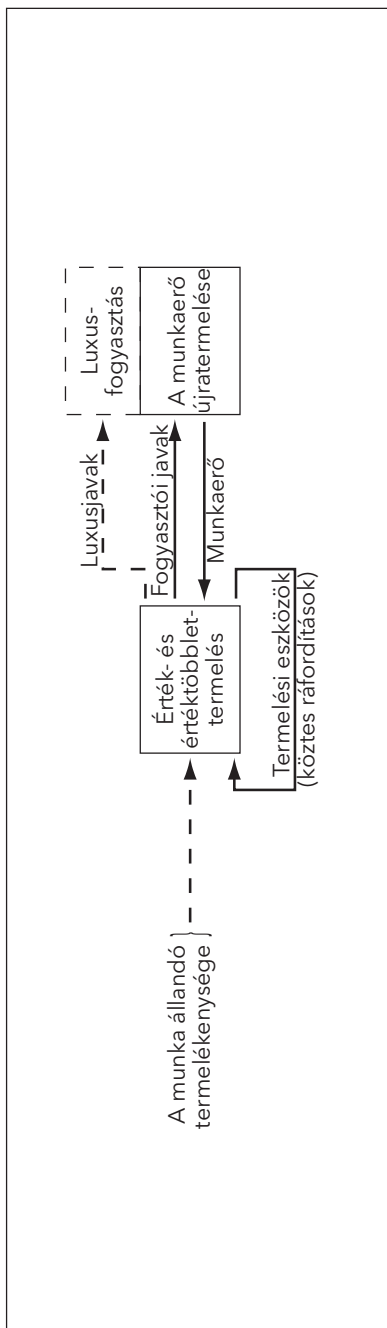 A munka állandó
termelékenysége
Érték- és
értéktöbblet-
termelés
Termelési eszközök
(köztes ráfordítások)
Luxusjavak
Fogyasztói javak
Munkaerő
Luxus-
fogyasztás
A munkaerő
újratermelése